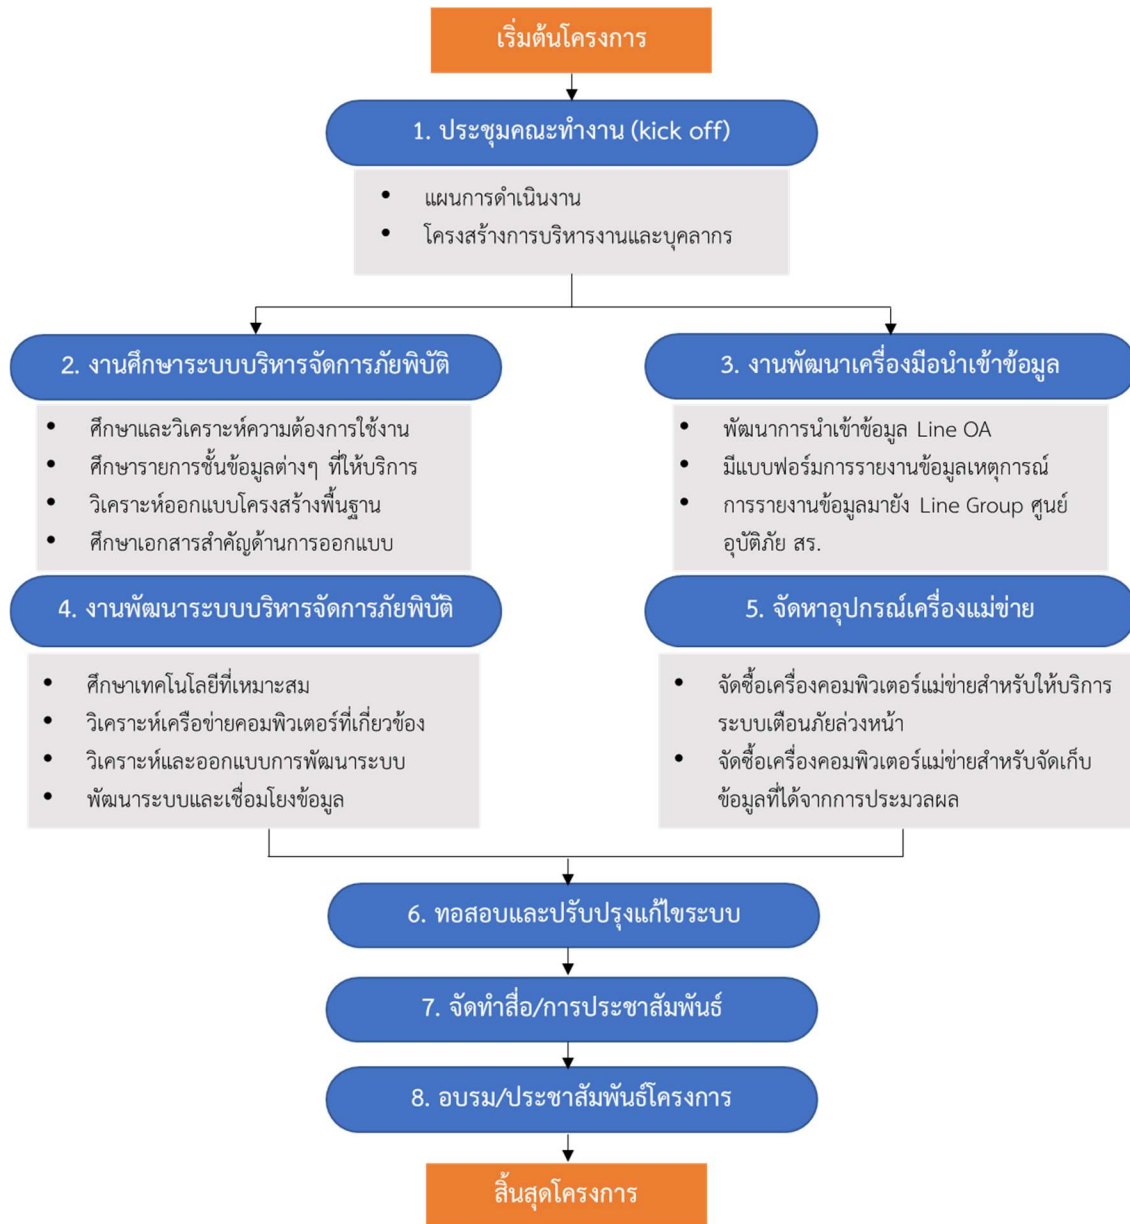 เริ่มต้นโครงการ
1. ประชุมคณะทำงาน (kick off)
• แผนการดำเนินงาน
• โครงสร้างการบริหารงานและบุคลากร
2. งานศึกษาระบบบริหารจัดการภัยพิบัติ
• ศึกษาและวิเคราะห์ความต้องการใช้งาน
• ศึกษารายการชั้นข้อมูลต่างๆ ที่ให้บริการ
• วิเคราะห์ออกแบบโครงสร้างพื้นฐาน
• ศึกษาเอกสารสำคัญด้านการออกแบบ
3. งานพัฒนาเครื่องมือนำเข้าข้อมูล
• พัฒนาการนำเข้าข้อมูล Line OA
• มีแบบฟอร์มการรายงานข้อมูลเหตุการณ์
• การรายงานข้อมูลมายัง Line Group ศูนย์
อุบัติภัย สร.
4. งานพัฒนาระบบบริหารจัดการภัยพิบัติ
• ศึกษาเทคโนโลยีที่เหมาะสม
• วิเคราะห์เครือข่ายคอมพิวเตอร์ที่เกี่ยวข้อง
• วิเคราะห์และออกแบบการพัฒนาระบบ
• พัฒนาระบบและเชื่อมโยงข้อมูล
5. จัดหาอุปกรณ์เครื่องแม่ข่าย
• จัดซื้อเครื่องคอมพิวเตอร์แม่ข่ายสำหรับให้บริการ
ระบบเตือนภัยล่วงหน้า
• จัดซื้อเครื่องคอมพิวเตอร์แม่ข่ายสำหรับจัดเก็บ
ข้อมูลที่ได้จากการประมวลผล
6. ทอสอบและปรับปรุงแก้ไขระบบ
7. จัดทำสื่อ/การประชาสัมพันธ์
8. อบรม/ประชาสัมพันธ์โครงการ
สิ้นสุดโครงการ